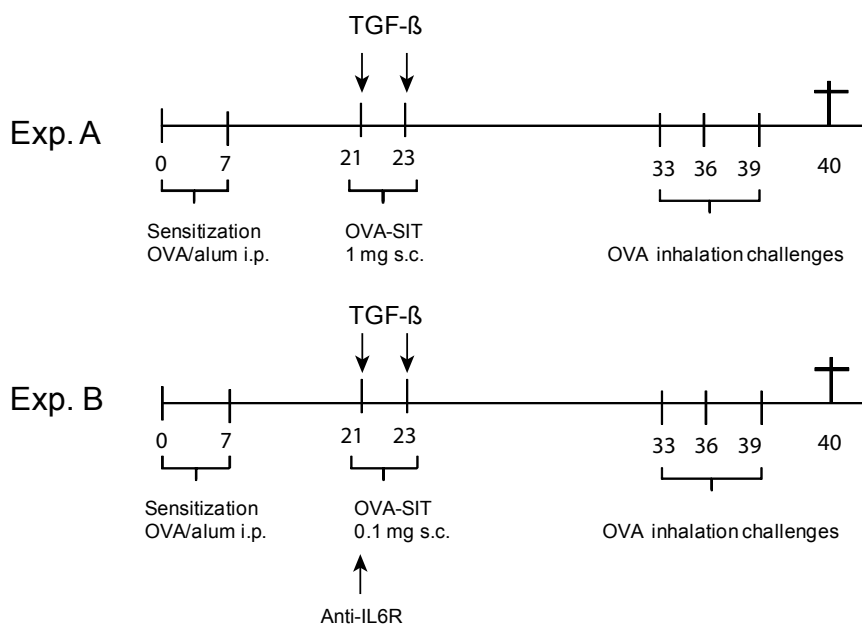 TGF-ß
Exp. A
0 7 21 23 33 36 39 40
Sensitization
OVA/alum i.p.
OVA-SIT
1 mg s.c.
OVA inhalation challenges
TGF-ß
Exp. B
0 7 21 23 33 36 39 40
Sensitization
OVA/alum i.p.
OVA-SIT
0.1 mg s.c.
OVA inhalation challenges
Anti-IL6R